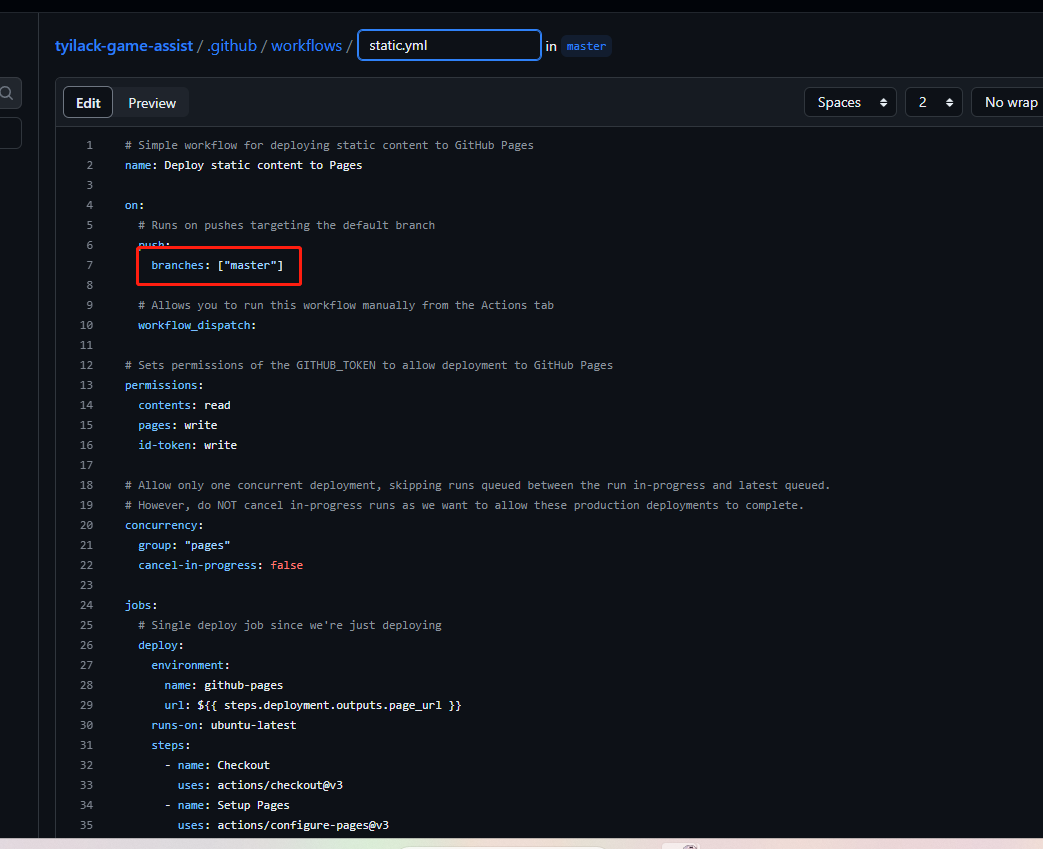 tyilack-game-assist / .github / workflows / static.yml in master
Edit Preview Spaces 2 No wrap
1 # Simple workflow for deploying static content to GitHub Pages
2 name: Deploy static content to Pages
3
4 on:
5 # Runs on pushes targeting the default branch
6 push:
7 branches: ["master"]
8
9 # Allows you to run this workflow manually from the Actions tab
10 workflow_dispatch:
11
12 # Sets permissions of the GITHUB_TOKEN to allow deployment to GitHub Pages
13 permissions:
14 contents: read
15 pages: write
16 id-token: write
17
18 # Allow only one concurrent deployment, skipping runs queued between the run in-progress and latest queued.
19 # However, do NOT cancel in-progress runs as we want to allow these production deployments to complete.
20 concurrency:
21 group: "pages"
22 cancel-in-progress: false
23
24 jobs:
25 # Single deploy job since we're just deploying
26 deploy:
27 environment:
28 name: github-pages
29 url: ${{ steps.deployment.outputs.page_url }}
30 runs-on: ubuntu-latest
31 steps:
32 - name: Checkout
33 uses: actions/checkout@v3
34 - name: Setup Pages
35 uses: actions/configure-pages@v3